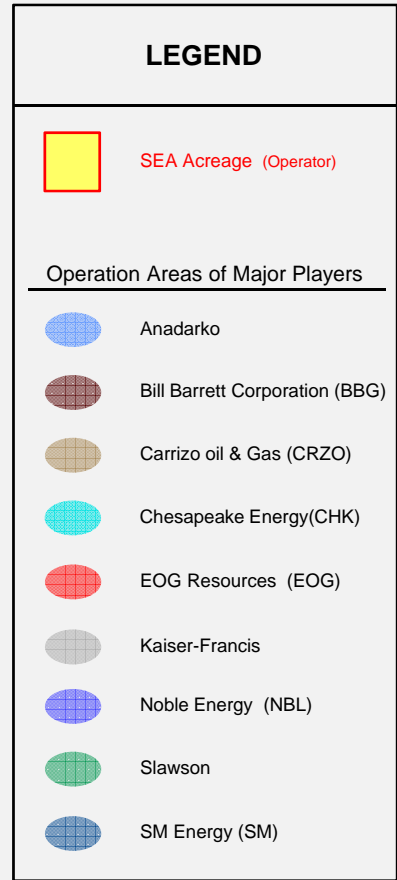 LEGEND
SEA Acreage (Operator)
Operation Areas of Major Players
Anadarko
Bill Barrett Corporation (BBG)
Carrizo oil & Gas (CRZO)
Chesapeake Energy(CHK)
EOG Resources (EOG)
Kaiser-Francis
Noble Energy (NBL)
Slawson
SM Energy (SM)